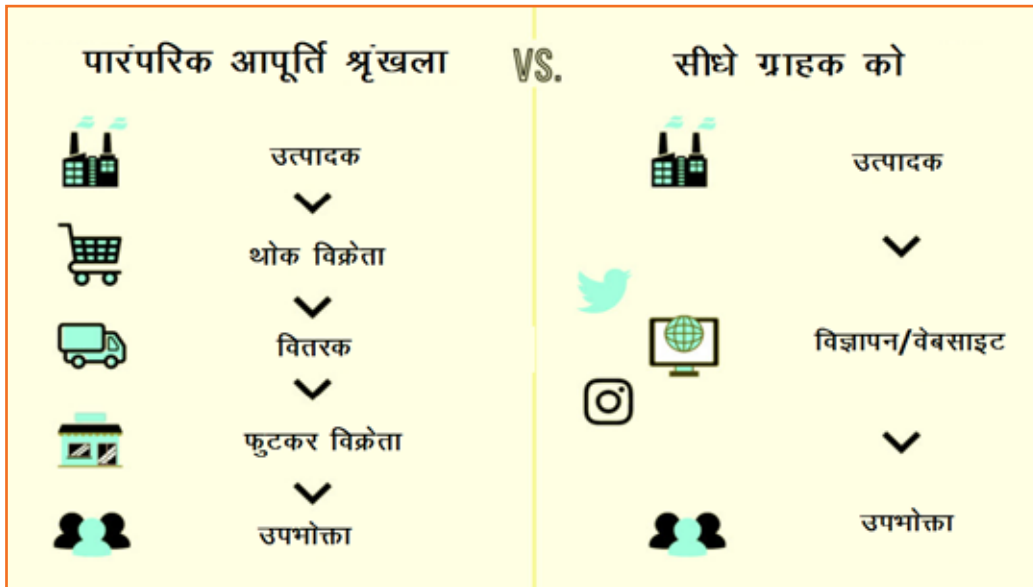 पारंपरिक आपूर्ति श्रृंखला
VS.
सीधे ग्राहक को
उत्पादक
थोक विक्रेता
वितरक
फुटकर विक्रेता
उपभोक्ता
उत्पादक
विज्ञापन/वेबसाइट
उपभोक्ता